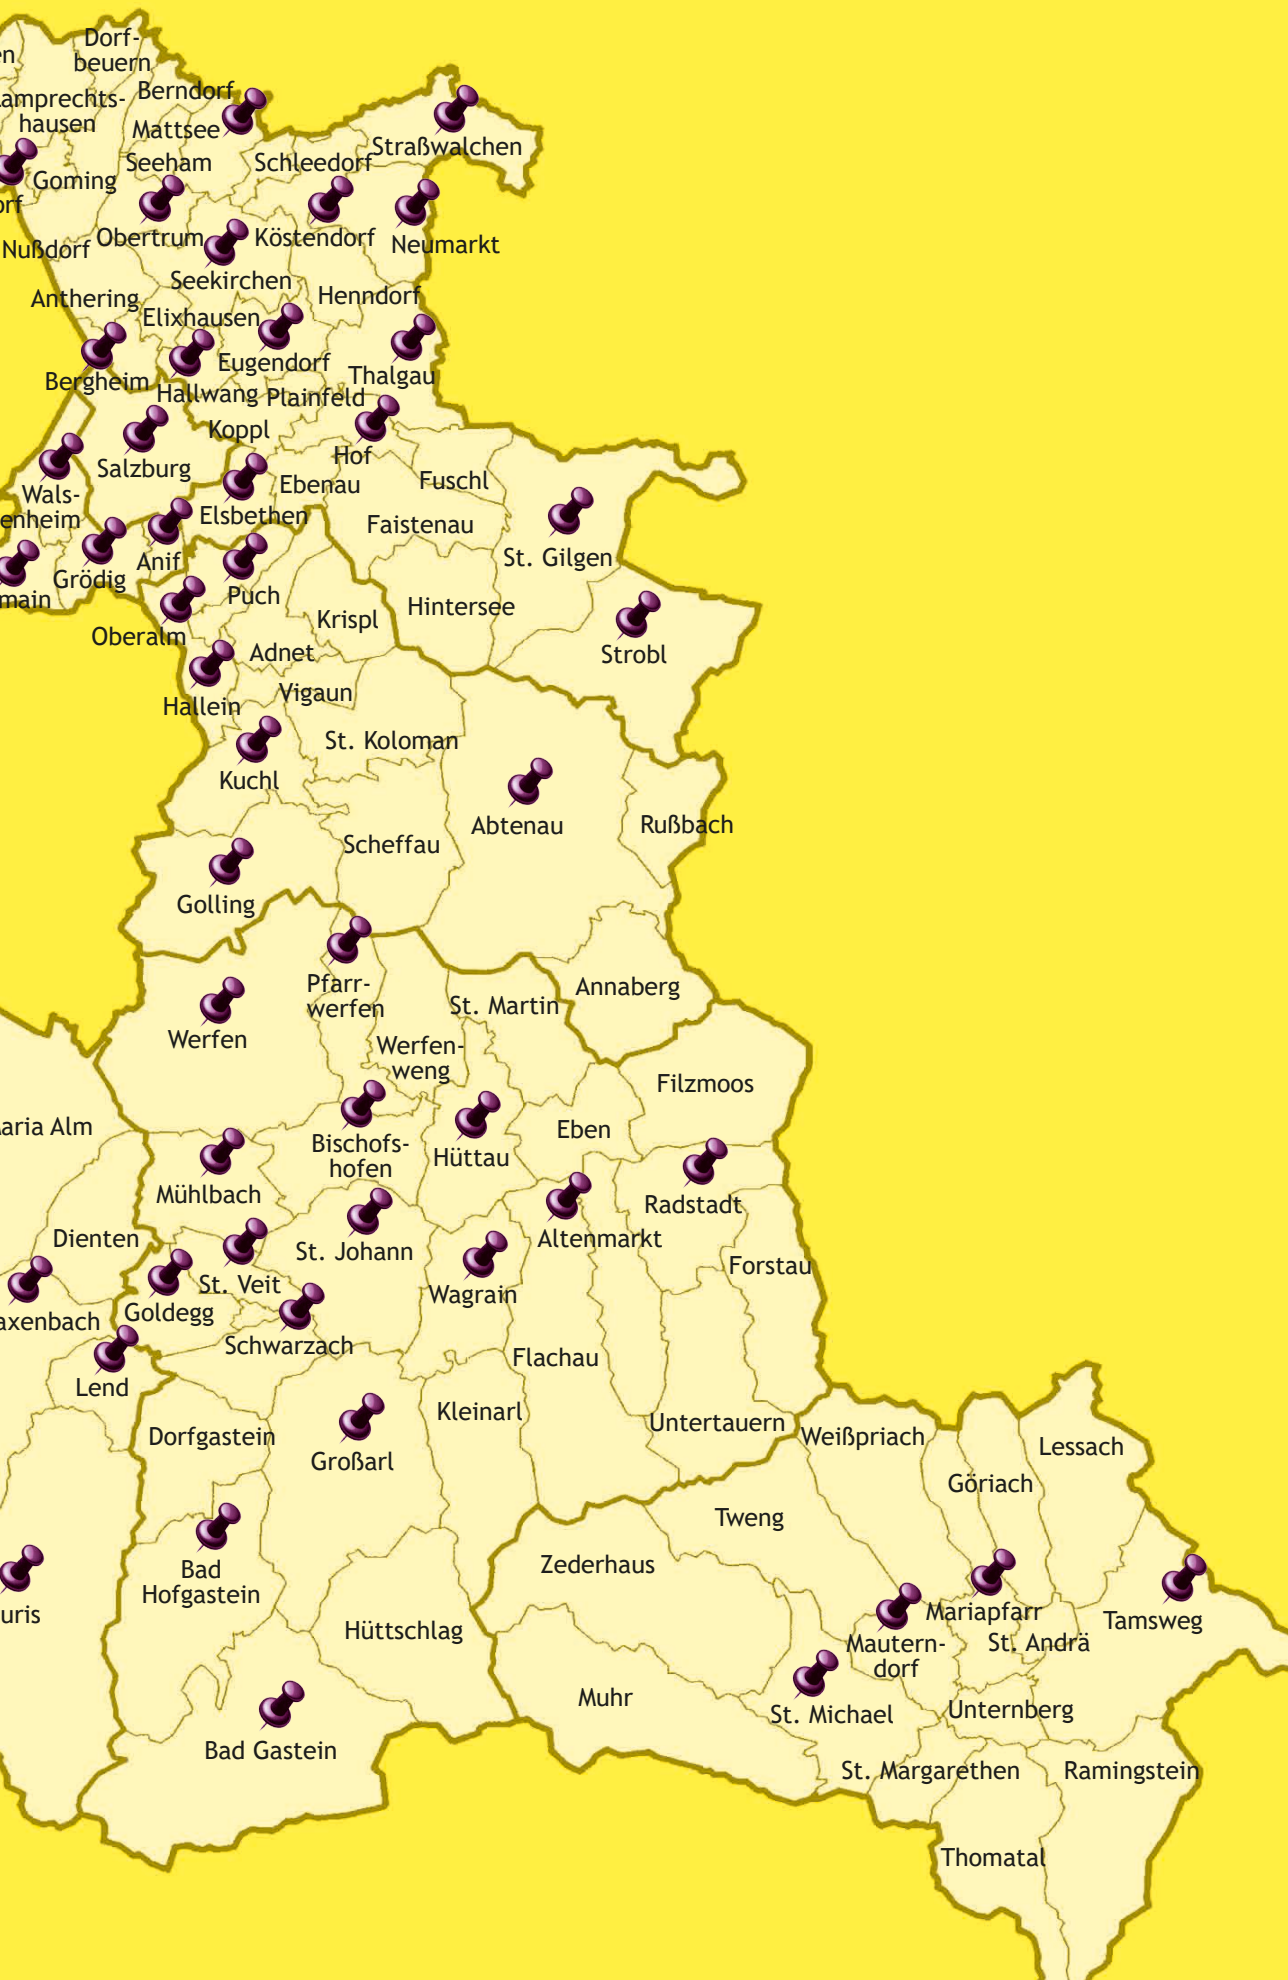 Dorf-
beuern
en
Berndorf
amprechts-
hausen
Mattsee
Straßwalchen
Seeham
Schleedorf
Goming
orf
Obertrum
Köstendorf
Neumarkt
Nußdorf
Seekirchen
Anthering
Henndorf
Elixhausen
Eugendorf
Thalgau
Bergheim
Hallwang
Plainfeld
Koppl
Hof
Salzburg
Fuschl
Ebenau
Wals-
enheim
Elsbethen
Faistenau
Anif
St. Gilgen
Grödig
Puch
main
Hintersee
Krispl
Oberalm
Adnet
Strobl
Vigaun
Hallein
St. Koloman
Kuchl
Abtenau
Rußbach
Scheffau
Golling
Pfarr-
werfen
Annaberg
St. Martin
Werfen
Werfen-
weng
Filzmoos
aria Alm
Eben
Bischofs-
hofen
Hüttau
Mühlbach
Radstadt
Dienten
St. Johann
Altenmarkt
Forstau
St. Veit
Wagrain
Goldegg
axenbach
Schwarzach
Flachau
Lend
Kleinarl
Untertauern
Dorfgastein
Weißpriach
Lessach
Großarl
Göriach
Tweng
Zederhaus
Bad
Hofgastein
uris
Mariapfarr
Tamsweg
Hüttschlag
Mautern-
dorf
St. Andrä
Muhr
St. Michael
Unternberg
Bad Gastein
St. Margarethen
Ramingstein
Thomatal